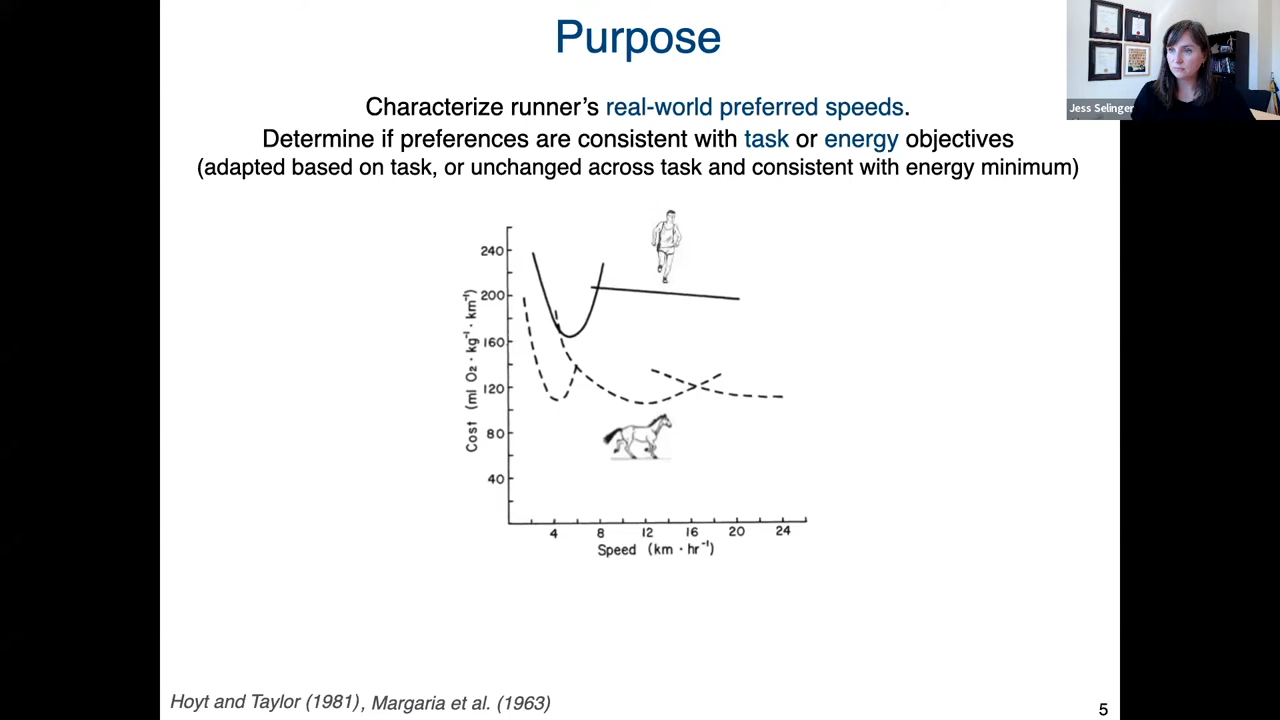 Purpose
Jess Selinger
Characterize runner's real-world preferred speeds.
Determine if preferences are consistent with task or energy objectives
(adapted based on task, or unchanged across task and consistent with energy minimum)
240
200
160
120
80
40
Cost (ml O₂ · kg⁻¹ · km⁻¹)
4 8 12 16 20 24
Speed (km · hr⁻¹)
Hoyt and Taylor (1981), Margaria et al. (1963)
5